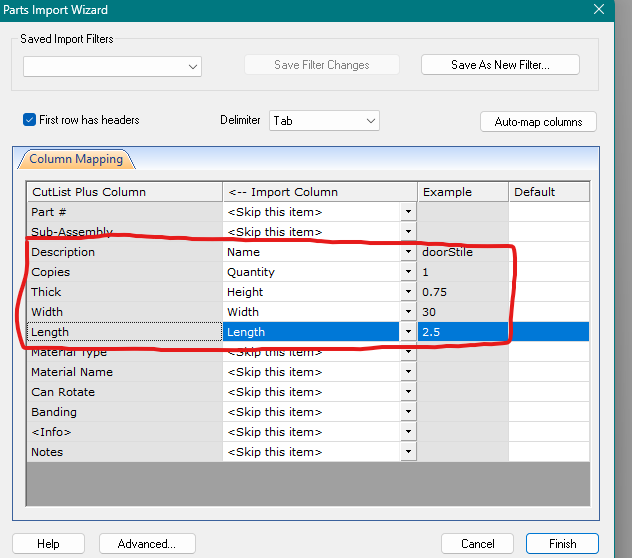 Parts Import Wizard
Saved Import Filters
Save Filter Changes
Save As New Filter...
First row has headers
Delimiter Tab
Auto-map columns
Column Mapping
CutList Plus Column <-- Import Column Example Default
Part # <Skip this item>
Sub-Assembly <Skip this item>
Description Name doorStile
Copies Quantity 1
Thick Height 0.75
Width Width 30
Length Length 2.5
Material Type <Skip this item>
Material Name <Skip this item>
Can Rotate <Skip this item>
Banding <Skip this item>
<Info> <Skip this item>
Notes <Skip this item>
Help Advanced... Cancel Finish